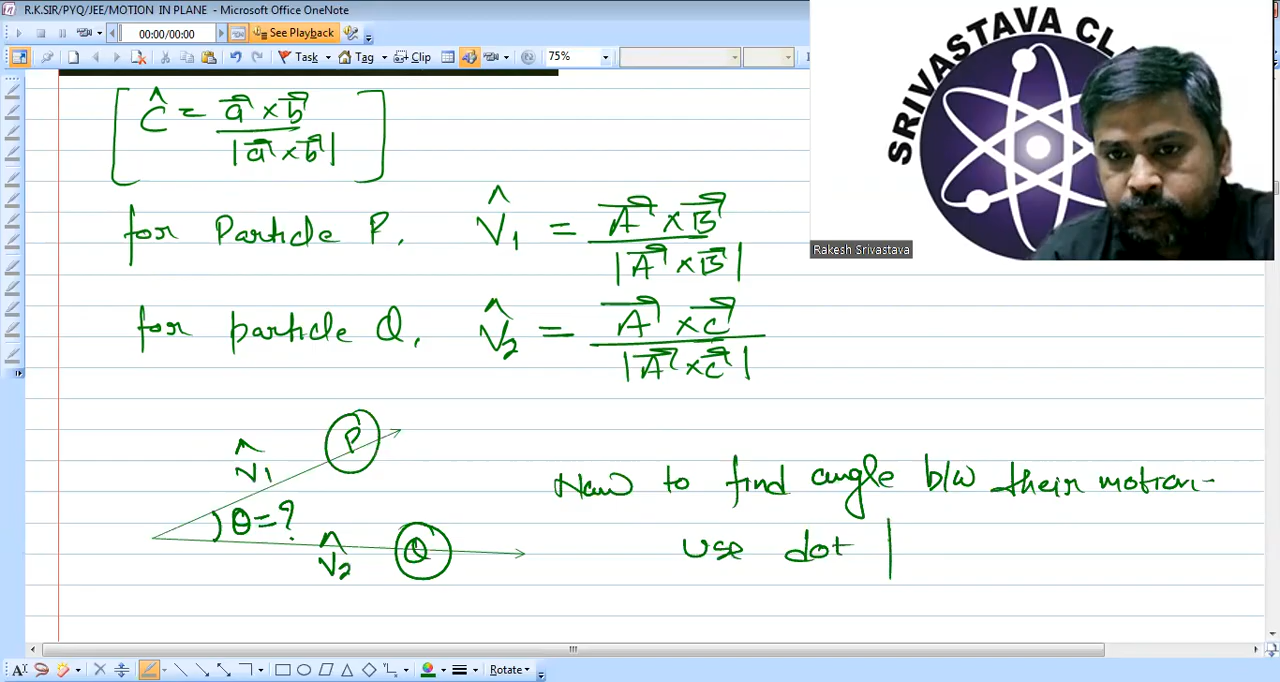 R.K.SIR/PYQ/JEE/MOTION IN PLANE - Microsoft Office OneNote
00:00/00:00 See Playback
Task Tag Clip 75%
SRIVASTAVA CL
Rakesh Srivastava
[ĉ = a⃗ × b⃗ / |a⃗ × b⃗|]
for Particle P, V̂₁ = A⃗ × B⃗ / |A⃗ × B⃗|
for particle Q, V̂₂ = A⃗ × C⃗ / |A⃗ × C⃗|
P
V̂₁
θ = ?
V̂₂ Q
Now to find angle b/w their motion-
use dot
Rotate